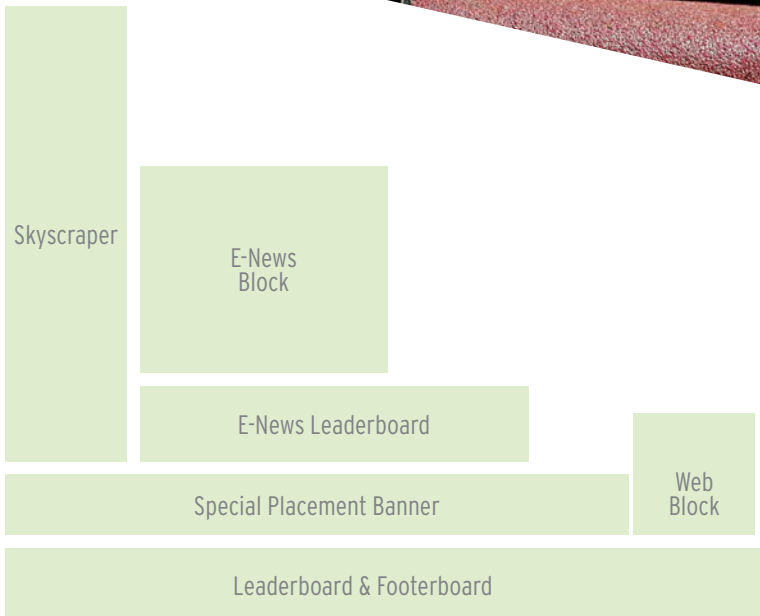 Skyscraper
E-News
Block
E-News Leaderboard
Special Placement Banner
Web
Block
Leaderboard & Footerboard